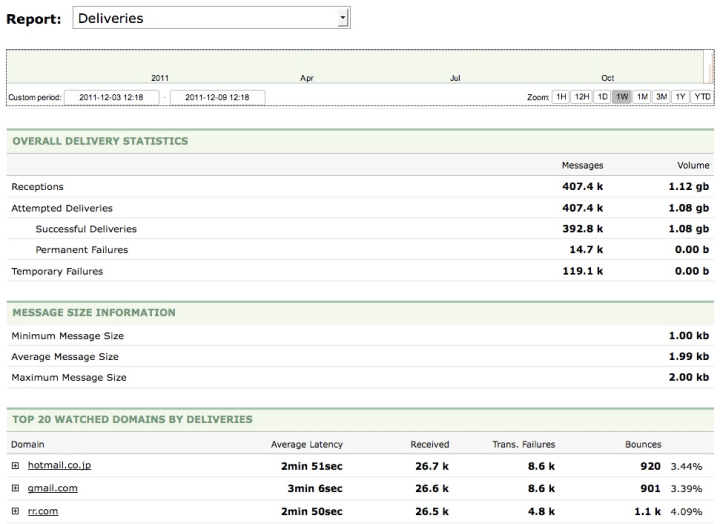 Report: Deliveries
2011 Apr Jul Oct
Custom period: 2011-12-03 12:18 - 2011-12-09 12:18 Zoom: 1H 12H 1D 1W 1M 3M 1Y YTD
OVERALL DELIVERY STATISTICS
Messages Volume
Receptions 407.4 k 1.12 gb
Attempted Deliveries 407.4 k 1.08 gb
Successful Deliveries 392.8 k 1.08 gb
Permanent Failures 14.7 k 0.00 b
Temporary Failures 119.1 k 0.00 b
MESSAGE SIZE INFORMATION
Minimum Message Size 1.00 kb
Average Message Size 1.99 kb
Maximum Message Size 2.00 kb
TOP 20 WATCHED DOMAINS BY DELIVERIES
Domain Average Latency Received Trans. Failures Bounces
hotmail.co.jp 2min 51sec 26.7 k 8.6 k 920 3.44%
gmail.com 3min 6sec 26.6 k 8.6 k 901 3.39%
rr.com 2min 50sec 26.5 k 4.8 k 1.1 k 4.09%